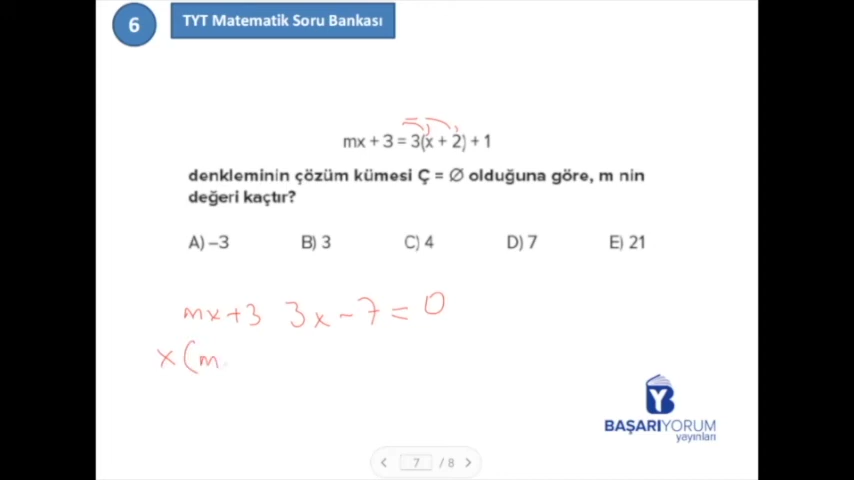 6
TYT Matematik Soru Bankası
mx + 3 = 3(x + 2) + 1
denkleminin çözüm kümesi Ç = Ø olduğuna göre, m nin
değeri kaçtır?
A) –3 B) 3 C) 4 D) 7 E) 21
mx + 3 3x – 7 = 0
x (m
BAŞARIYORUM
yayınları
7 / 8